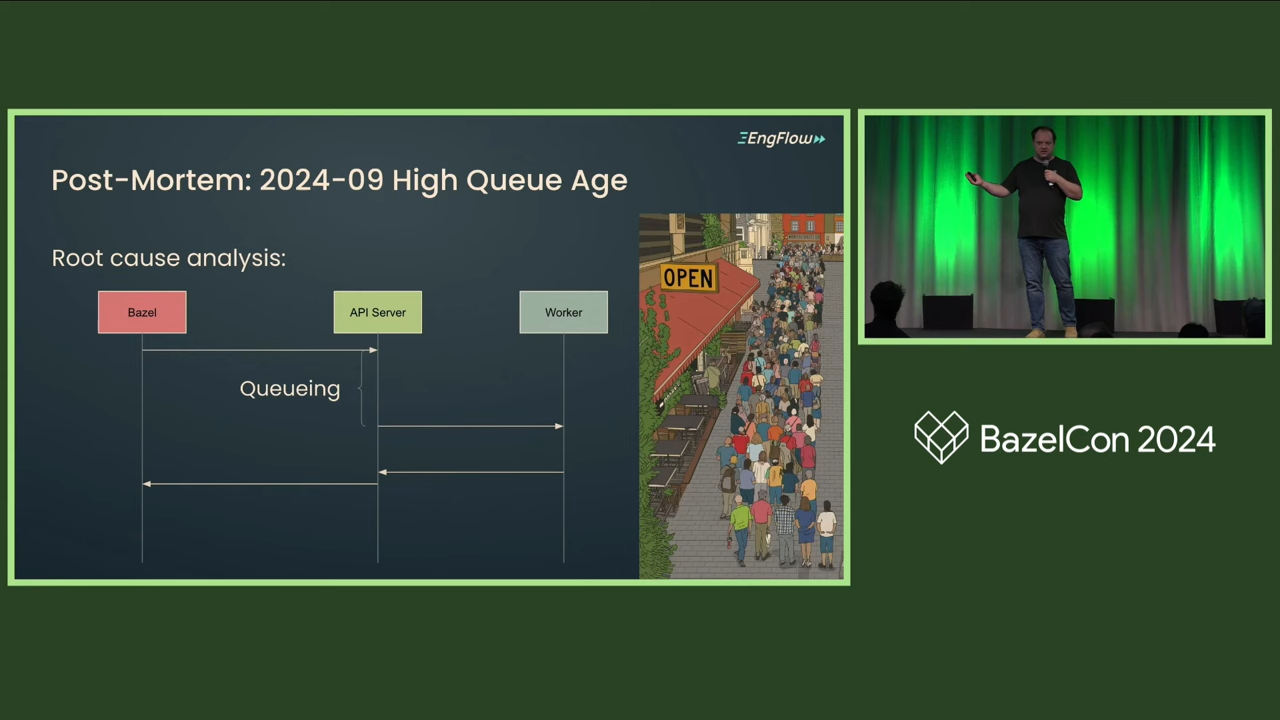 EngFlow
Post-Mortem: 2024-09 High Queue Age
Root cause analysis:
OPEN
Bazel
API Server
Worker
Queueing
BazelCon 2024